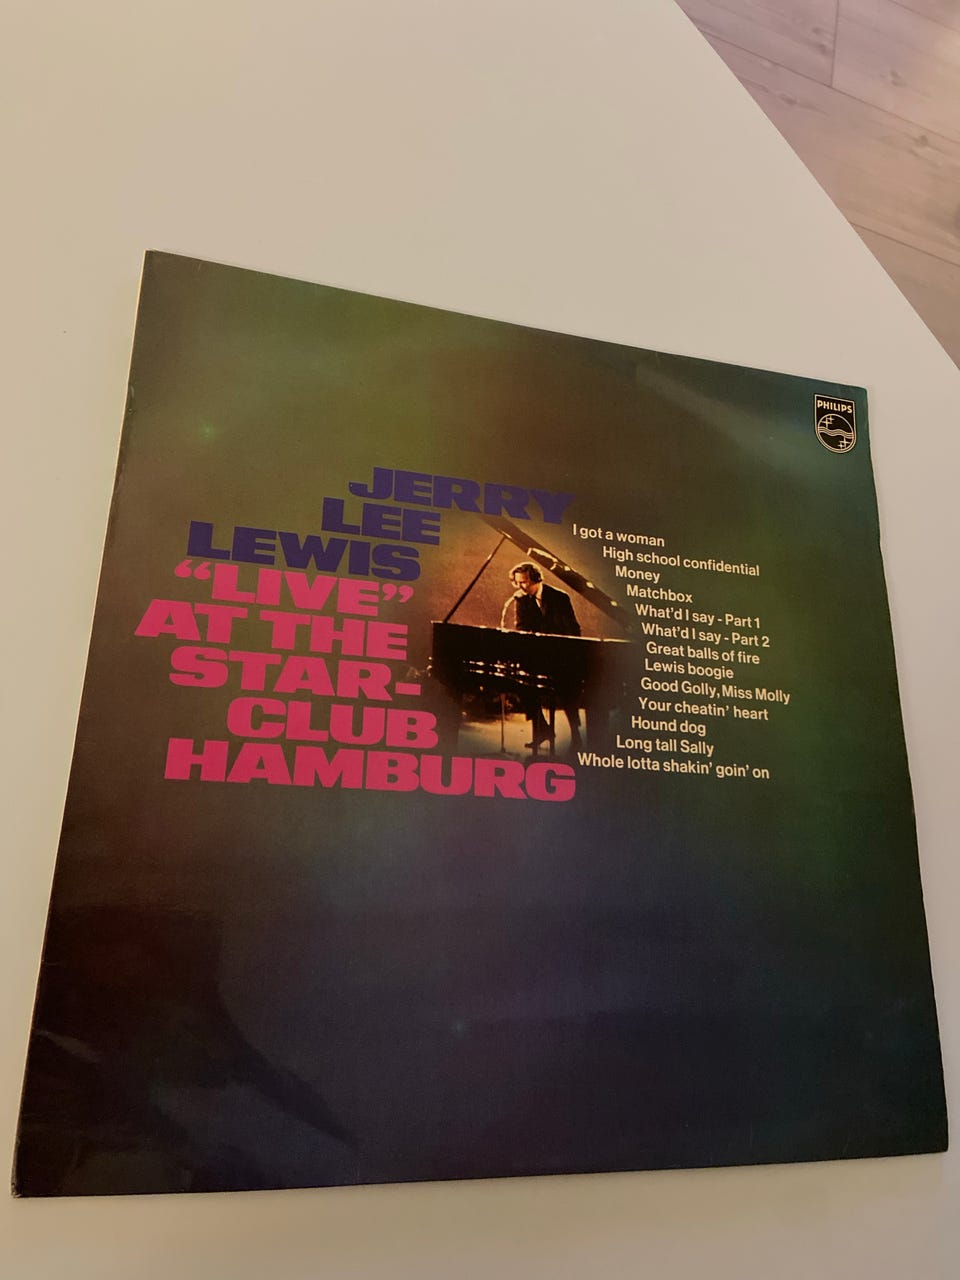 PHILIPS
JERRY
LEE
LEWIS
“LIVE”
AT THE
STAR-
CLUB
HAMBURG
I got a woman
High school confidential
Money
Matchbox
What'd I say - Part 1
What'd I say - Part 2
Great balls of fire
Lewis boogie
Good Golly, Miss Molly
Your cheatin' heart
Hound dog
Long tall Sally
Whole lotta shakin' goin' on